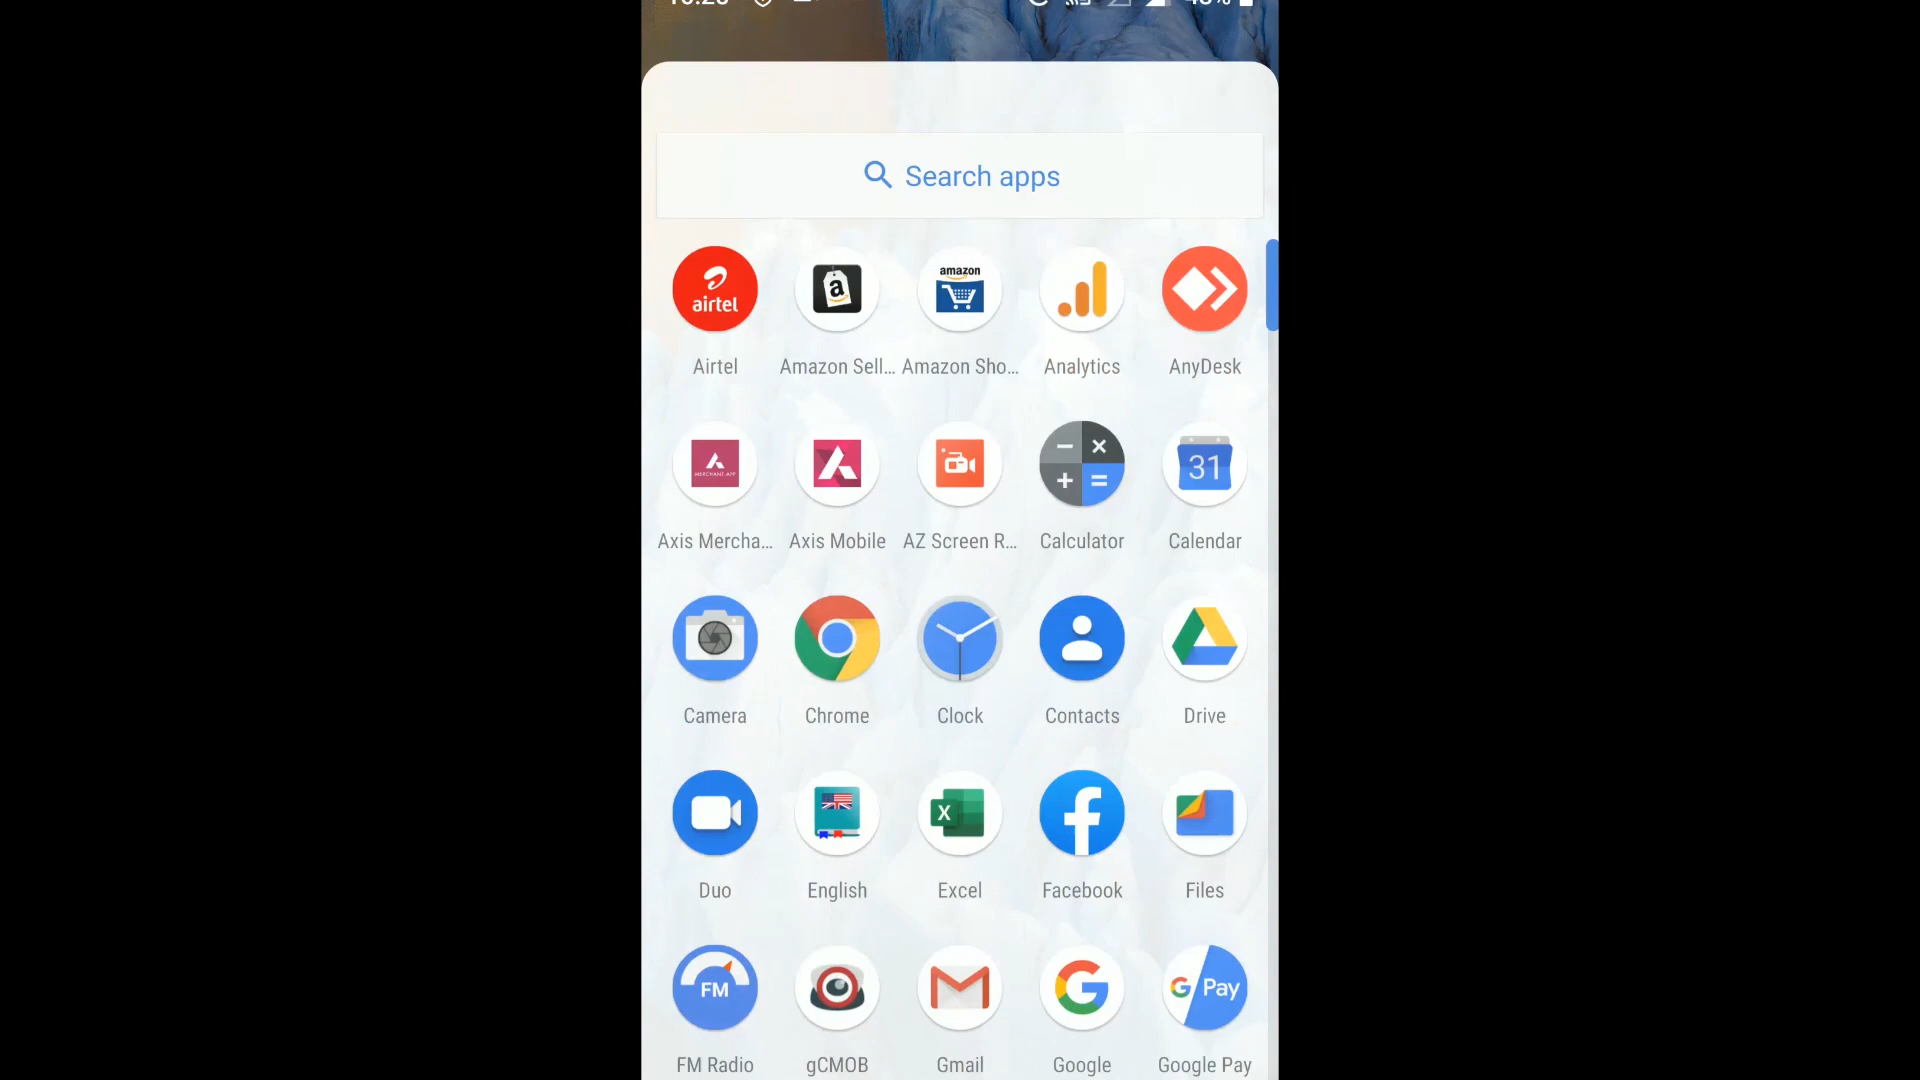 Search apps
airtel
a
amazon
Airtel
Amazon Sell...
Amazon Sho...
Analytics
AnyDesk
MERCHANT APP
31
Axis Mercha...
Axis Mobile
AZ Screen R...
Calculator
Calendar
Camera
Chrome
Clock
Contacts
Drive
X
Duo
English
Excel
Facebook
Files
FM
G Pay
FM Radio
gCMOB
Gmail
Google
Google Pay